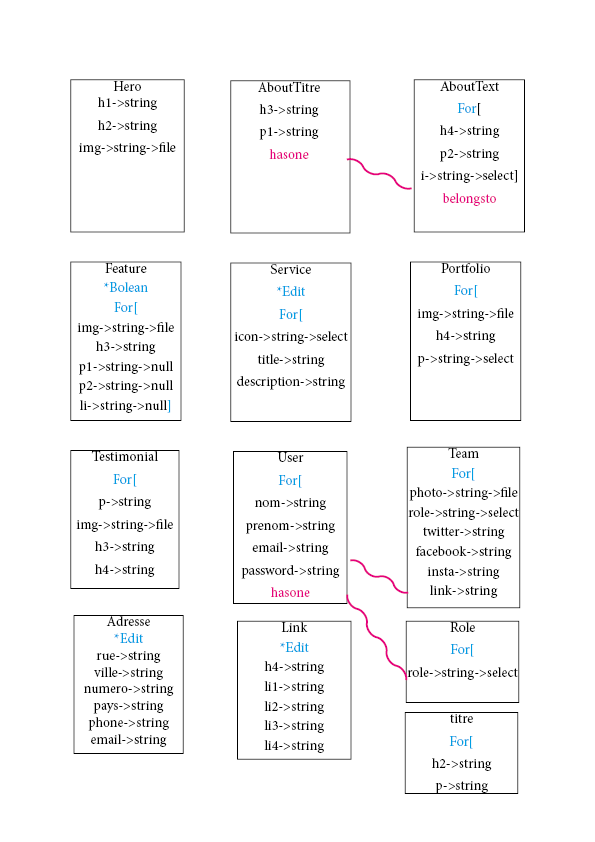 Hero
h1->string
h2->string
img->string->file
AboutTitre
h3->string
p1->string
hasone
AboutText
For[
h4->string
p2->string
i->string->select]
belongsto
Feature
*Bolean
For[
img->string->file
h3->string
p1->string->null
p2->string->null
li->string->null]
Service
*Edit
For[
icon->string->select
title->string
description->string
Portfolio
For[
img->string->file
h4->string
p->string->select
Testimonial
For[
p->string
img->string->file
h3->string
h4->string
User
For[
nom->string
prenom->string
email->string
password->string
hasone
Team
For[
photo->string->file
role->string->select
twitter->string
facebook->string
insta->string
link->string
Adresse
*Edit
rue->string
ville->string
numero->string
pays->string
phone->string
email->string
Link
*Edit
h4->string
li1->string
li2->string
li3->string
li4->string
Role
For[
role->string->select
titre
For[
h2->string
p->string